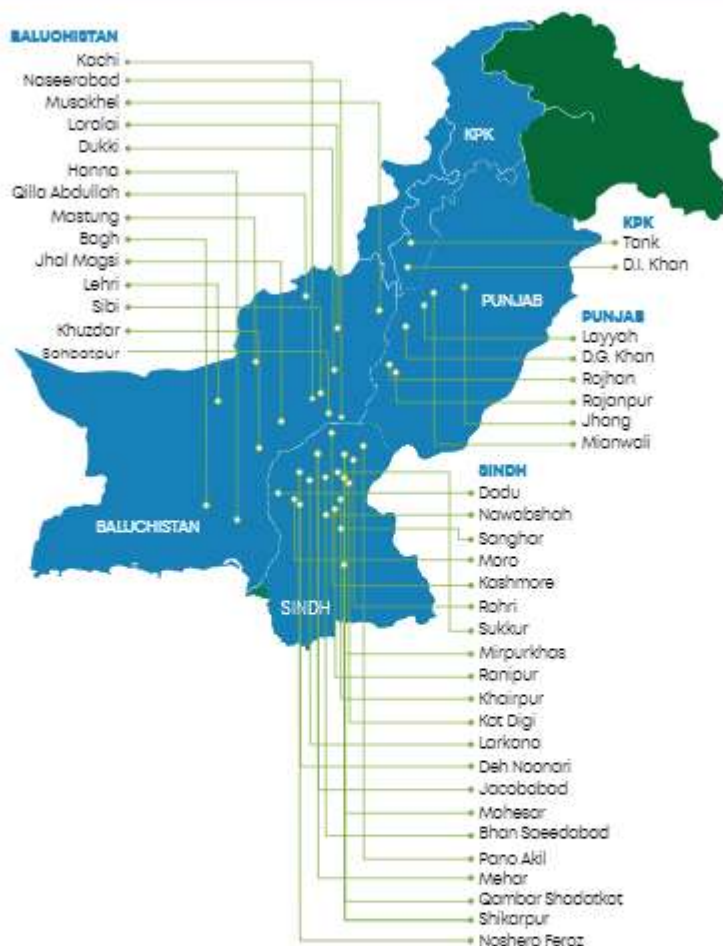 BALUCHISTAN
Kachi
Naseerabad
Musakhel
Loralai
Dukki
Hanna
Qilla Abdullah
Mastung
Bagh
Jhal Magsi
Lehri
Sibi
Khuzdar
Sohbatpur
KPK
KPK
Tank
D.I. Khan
PUNJAB
PUNJAB
Layyah
D.G. Khan
Rojhan
Rajanpur
Jhang
Mianwali
SINDH
Dadu
Nawabshah
Sanghar
Moro
Kashmore
Rohri
Sukkur
Mirpurkhas
Ranipur
Khairpur
Kot Digi
Larkana
Deh Noonari
Jacobabad
Mahesar
Bhan Saeedabad
Pano Akil
Mehar
Qambar Shadatkot
Shikarpur
Noshero Feroz
BALUCHISTAN
SINDH